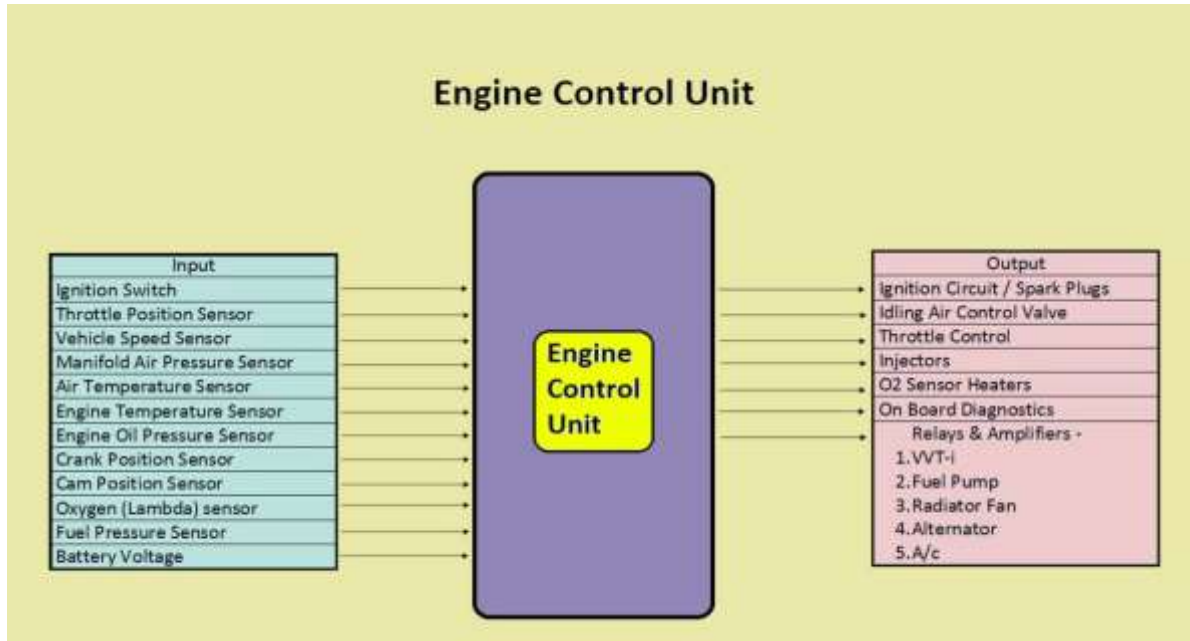 Engine Control Unit
Input
Ignition Switch
Throttle Position Sensor
Vehicle Speed Sensor
Manifold Air Pressure Sensor
Air Temperature Sensor
Engine Temperature Sensor
Engine Oil Pressure Sensor
Crank Position Sensor
Cam Position Sensor
Oxygen (Lambda) sensor
Fuel Pressure Sensor
Battery Voltage
Engine
Control
Unit
Output
Ignition Circuit / Spark Plugs
Idling Air Control Valve
Throttle Control
Injectors
O2 Sensor Heaters
On Board Diagnostics
Relays & Amplifiers -
1.VVT-i
2.Fuel Pump
3.Radiator Fan
4.Alternator
5.A/c